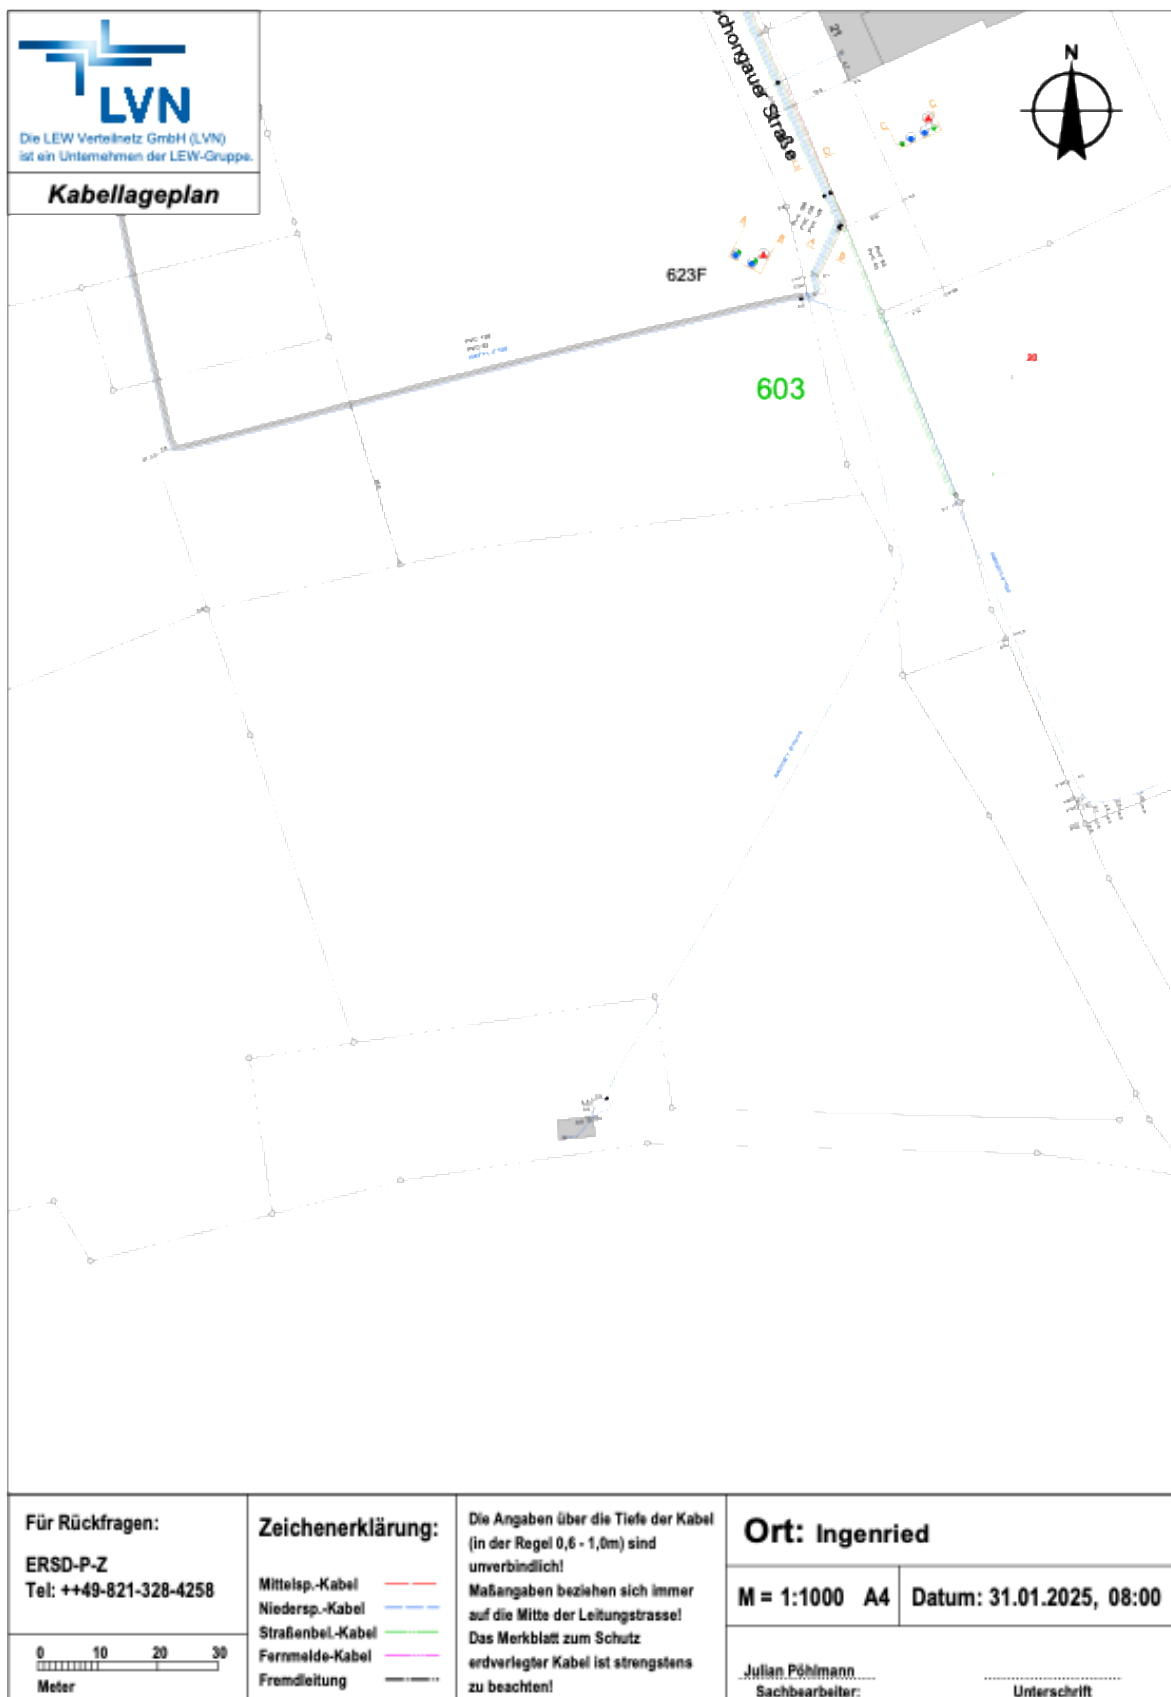 LVN
Die LEW Verteilnetz GmbH (LVN)
ist ein Unternehmen der LEW-Gruppe.
Kabellageplan
chongauer Straße
21
N
623F
603
Für Rückfragen:
ERSD-P-Z
Tel: ++49-821-328-4258
0 10 20 30
Meter
Zeichenerklärung:
Mittelsp.-Kabel
Niedersp.-Kabel
Straßenbel.-Kabel
Fernmelde-Kabel
Fremdleitung
Die Angaben über die Tiefe der Kabel
(in der Regel 0,6 - 1,0m) sind
unverbindlich!
Maßangaben beziehen sich immer
auf die Mitte der Leitungstrasse!
Das Merkblatt zum Schutz
erdverlegter Kabel ist strengstens
zu beachten!
Ort: Ingenried
M = 1:1000 A4
Datum: 31.01.2025, 08:00
Julian Pöhlmann
Sachbearbeiter:
Unterschrift